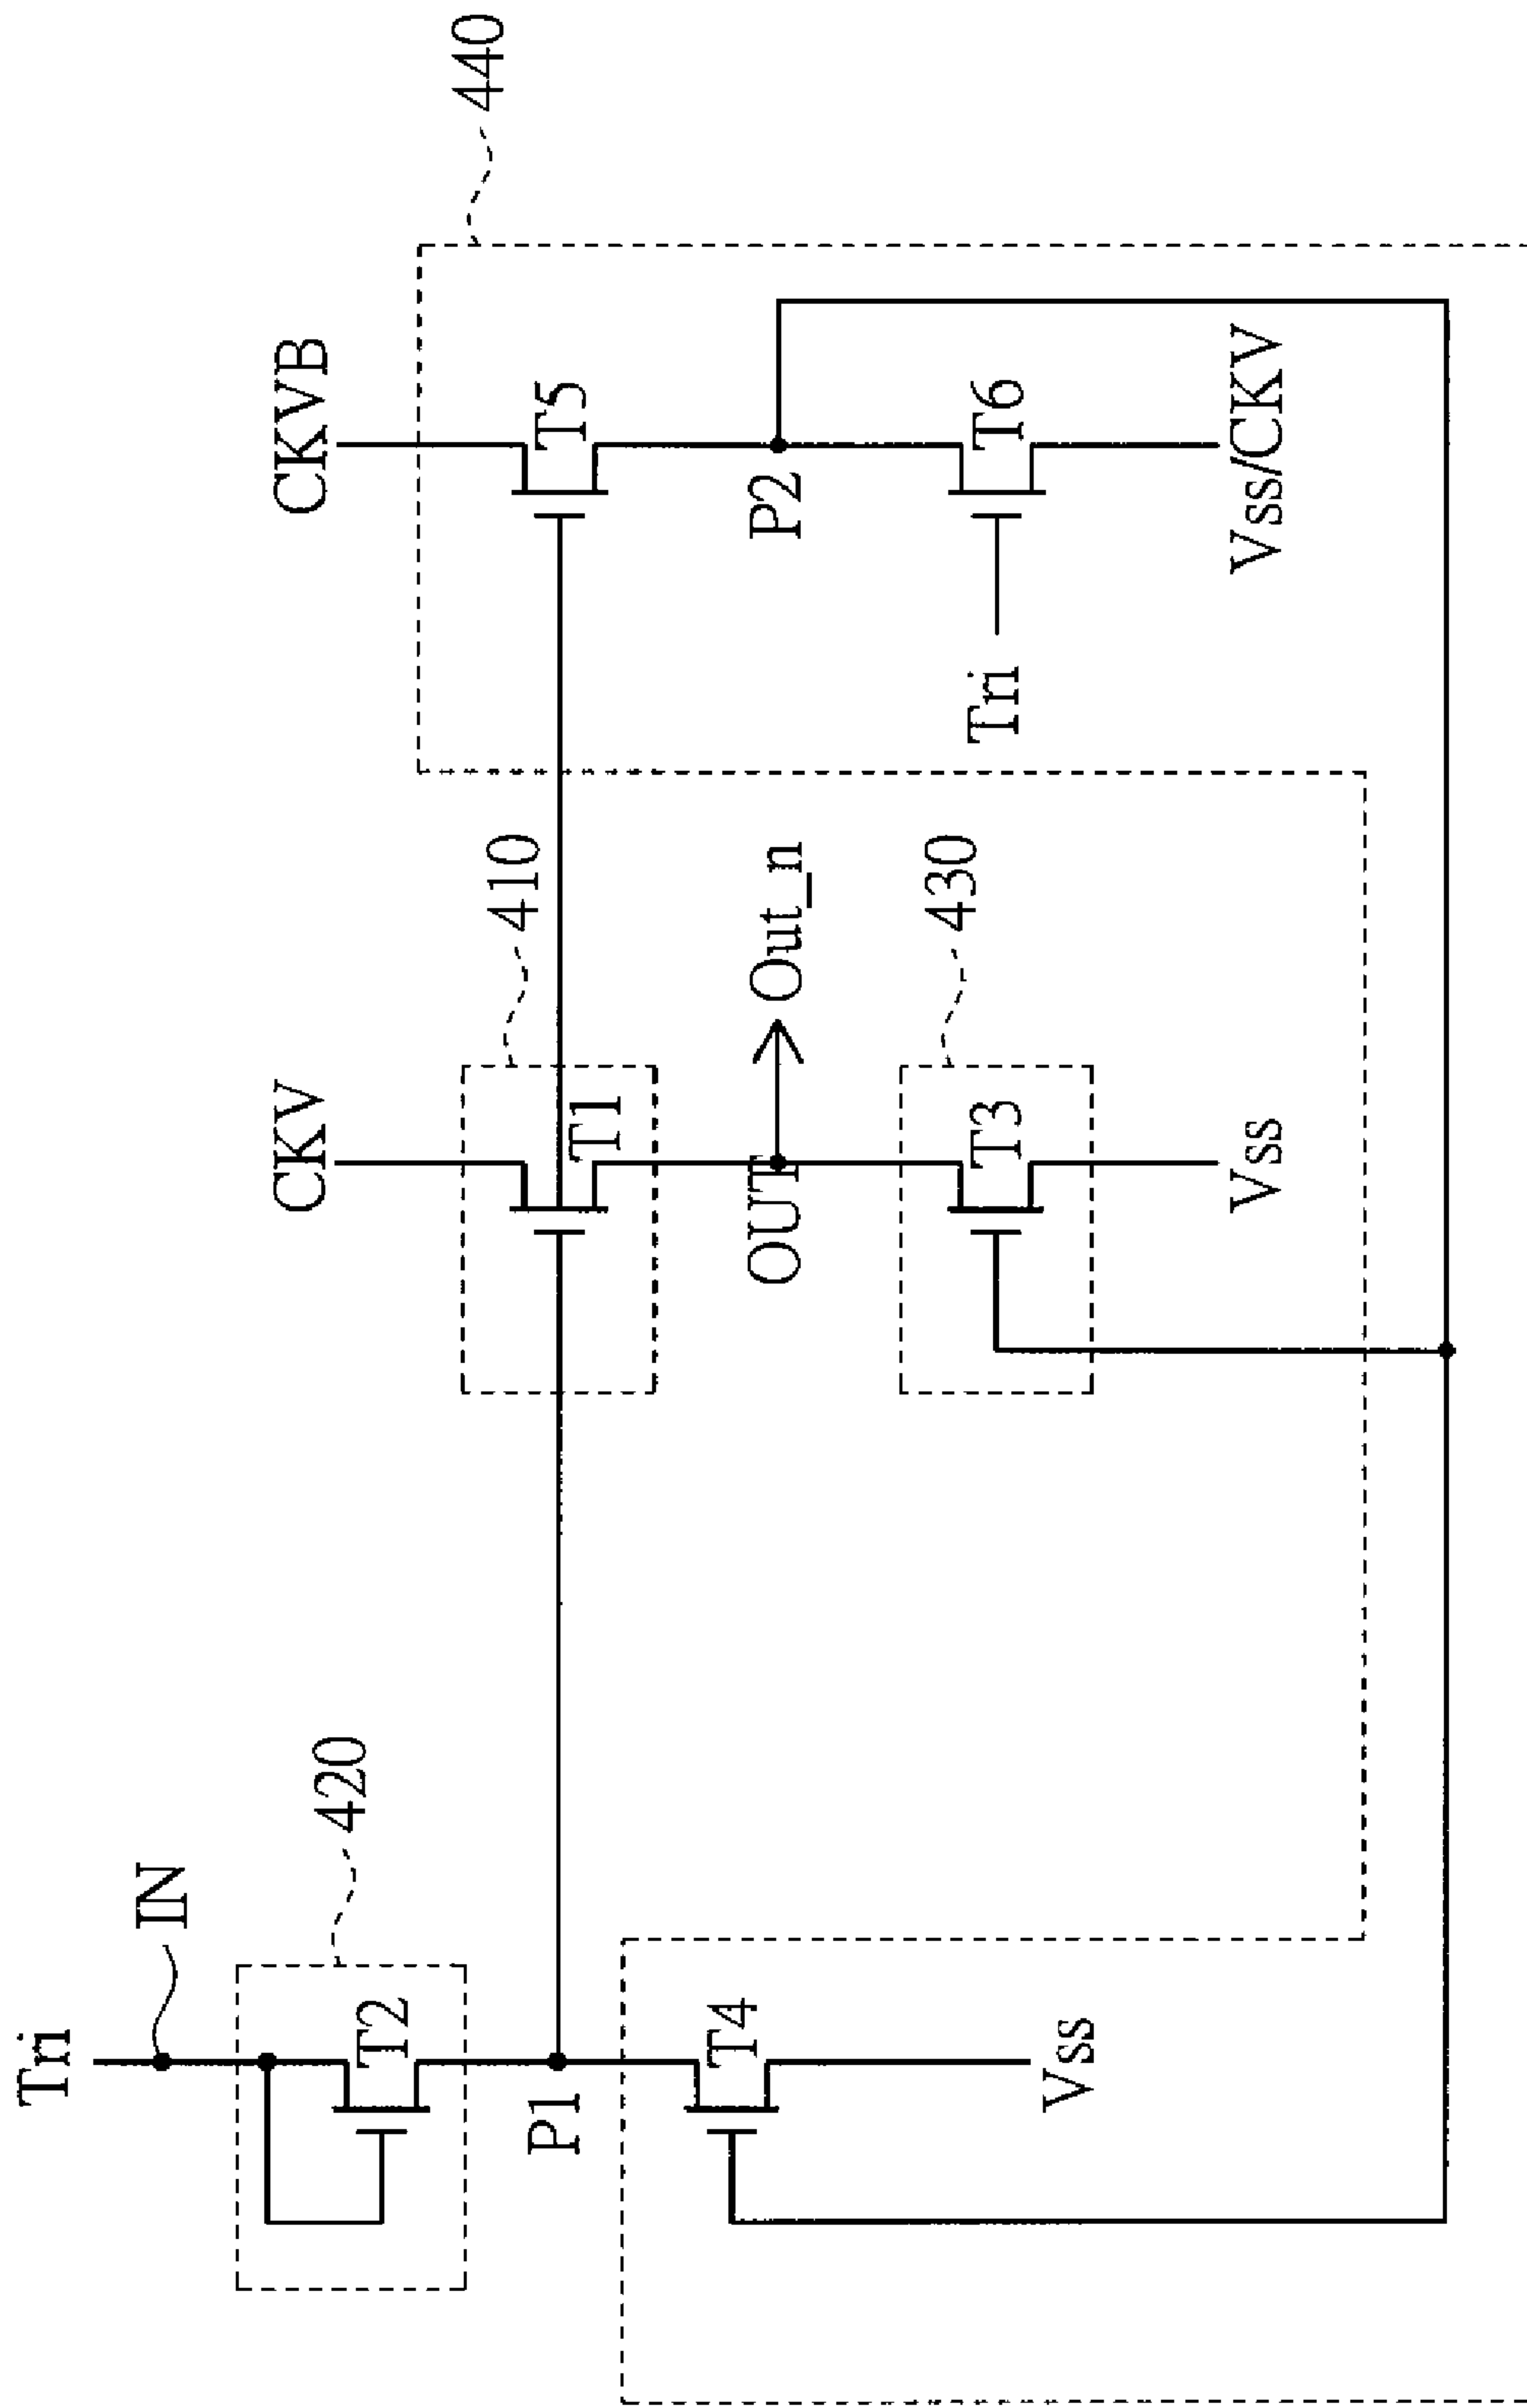 Tri
IN
CKV
CKVB
420
T2
440
410
P1
T1
T5
T4
OUT
Out_n
P2
430
T3
Tri
T6
Vss
Vss
Vss/CKV